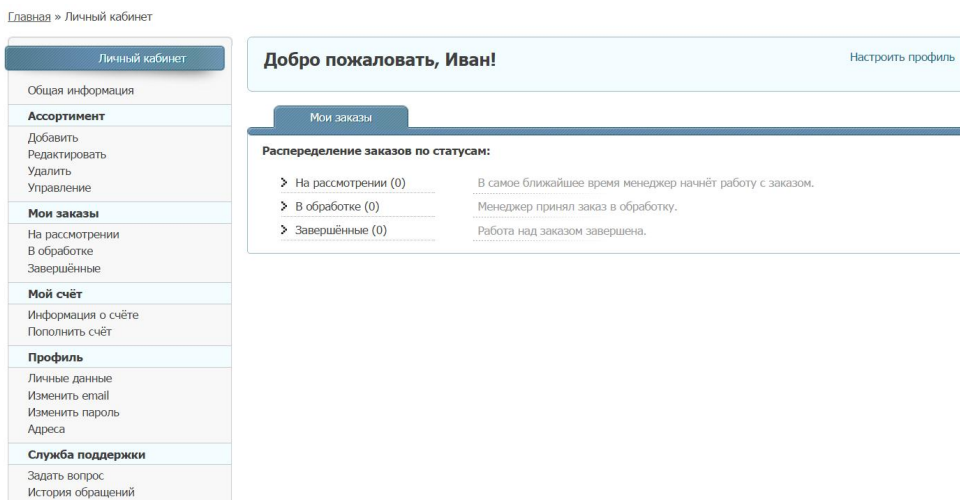 Главная » Личный кабинет
Личный кабинет
Общая информация
Ассортимент
Добавить
Редактировать
Удалить
Управление
Мои заказы
На рассмотрении
В обработке
Завершённые
Мой счёт
Информация о счёте
Пополнить счёт
Профиль
Личные данные
Изменить email
Изменить пароль
Адреса
Служба поддержки
Задать вопрос
История обращений
Добро пожаловать, Иван!
Настроить профиль
Мои заказы
Распеределение заказов по статусам:
На рассмотрении (0) В самое ближайшее время менеджер начнёт работу с заказом.
В обработке (0) Менеджер принял заказ в обработку.
Завершённые (0) Работа над заказом завершена.